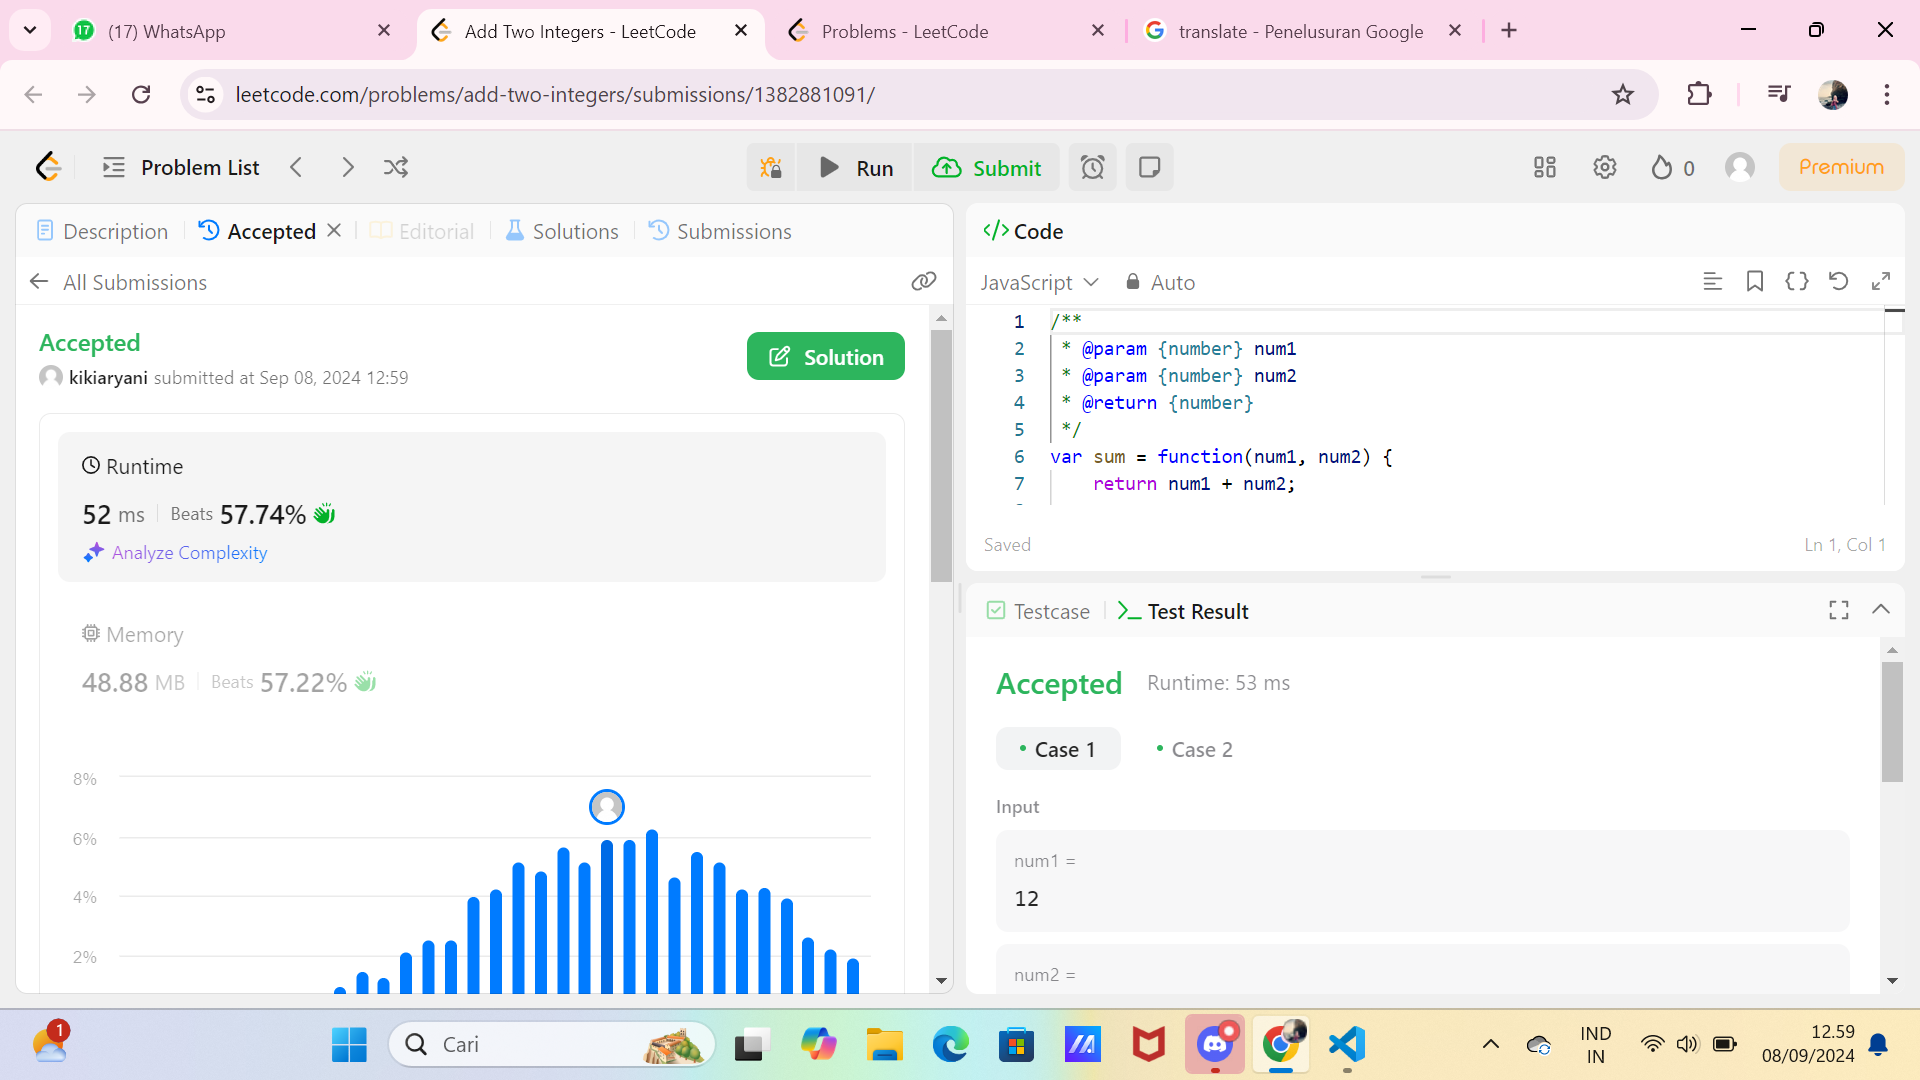 (17) WhatsApp
Add Two Integers - LeetCode
Problems - LeetCode
translate - Penelusuran Google
leetcode.com/problems/add-two-integers/submissions/1382881091/
Problem List
Run
Submit
0
Premium
Description
Accepted
Editorial
Solutions
Submissions
All Submissions
Accepted
kikiaryani submitted at Sep 08, 2024 12:59
Solution
Runtime
52 ms
Beats 57.74%
Analyze Complexity
Memory
48.88 MB
Beats 57.22%
8%
6%
4%
2%
</> Code
JavaScript
Auto
1 /**
2 * @param {number} num1
3 * @param {number} num2
4 * @return {number}
5 */
6 var sum = function(num1, num2) {
7 return num1 + num2;
Saved
Ln 1, Col 1
Testcase
Test Result
Accepted
Runtime: 53 ms
Case 1
Case 2
Input
num1 =
12
num2 =
1
Cari
IND
IN
12.59
08/09/2024